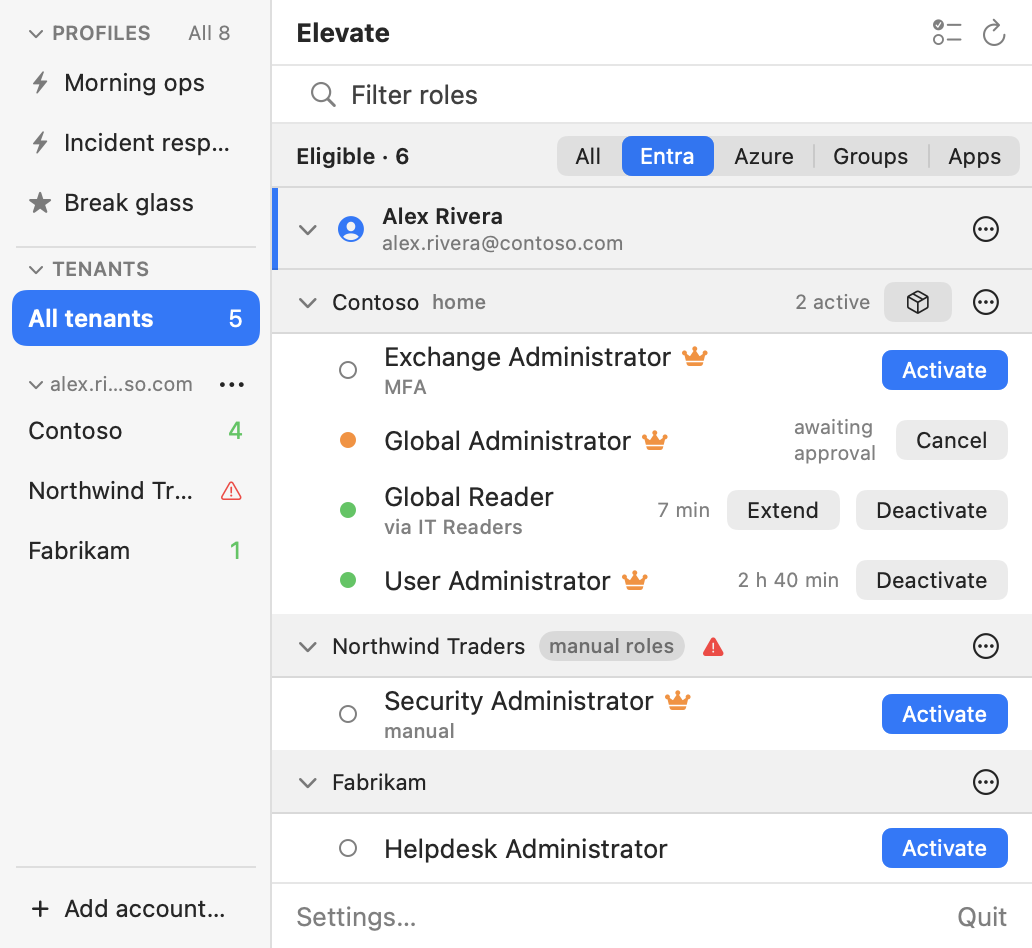 PROFILES All 8
Morning ops
Incident resp...
Break glass
TENANTS
All tenants 5
alex.ri...so.com
Contoso 4
Northwind Tr...
Fabrikam 1
+ Add account...
Elevate
Filter roles
Eligible · 6 All Entra Azure Groups Apps
Alex Rivera
alex.rivera@contoso.com
Contoso home 2 active
Exchange Administrator Activate
MFA
Global Administrator awaiting approval Cancel
Global Reader 7 min Extend Deactivate
via IT Readers
User Administrator 2 h 40 min Deactivate
Northwind Traders manual roles
Security Administrator Activate
manual
Fabrikam
Helpdesk Administrator Activate
Settings... Quit